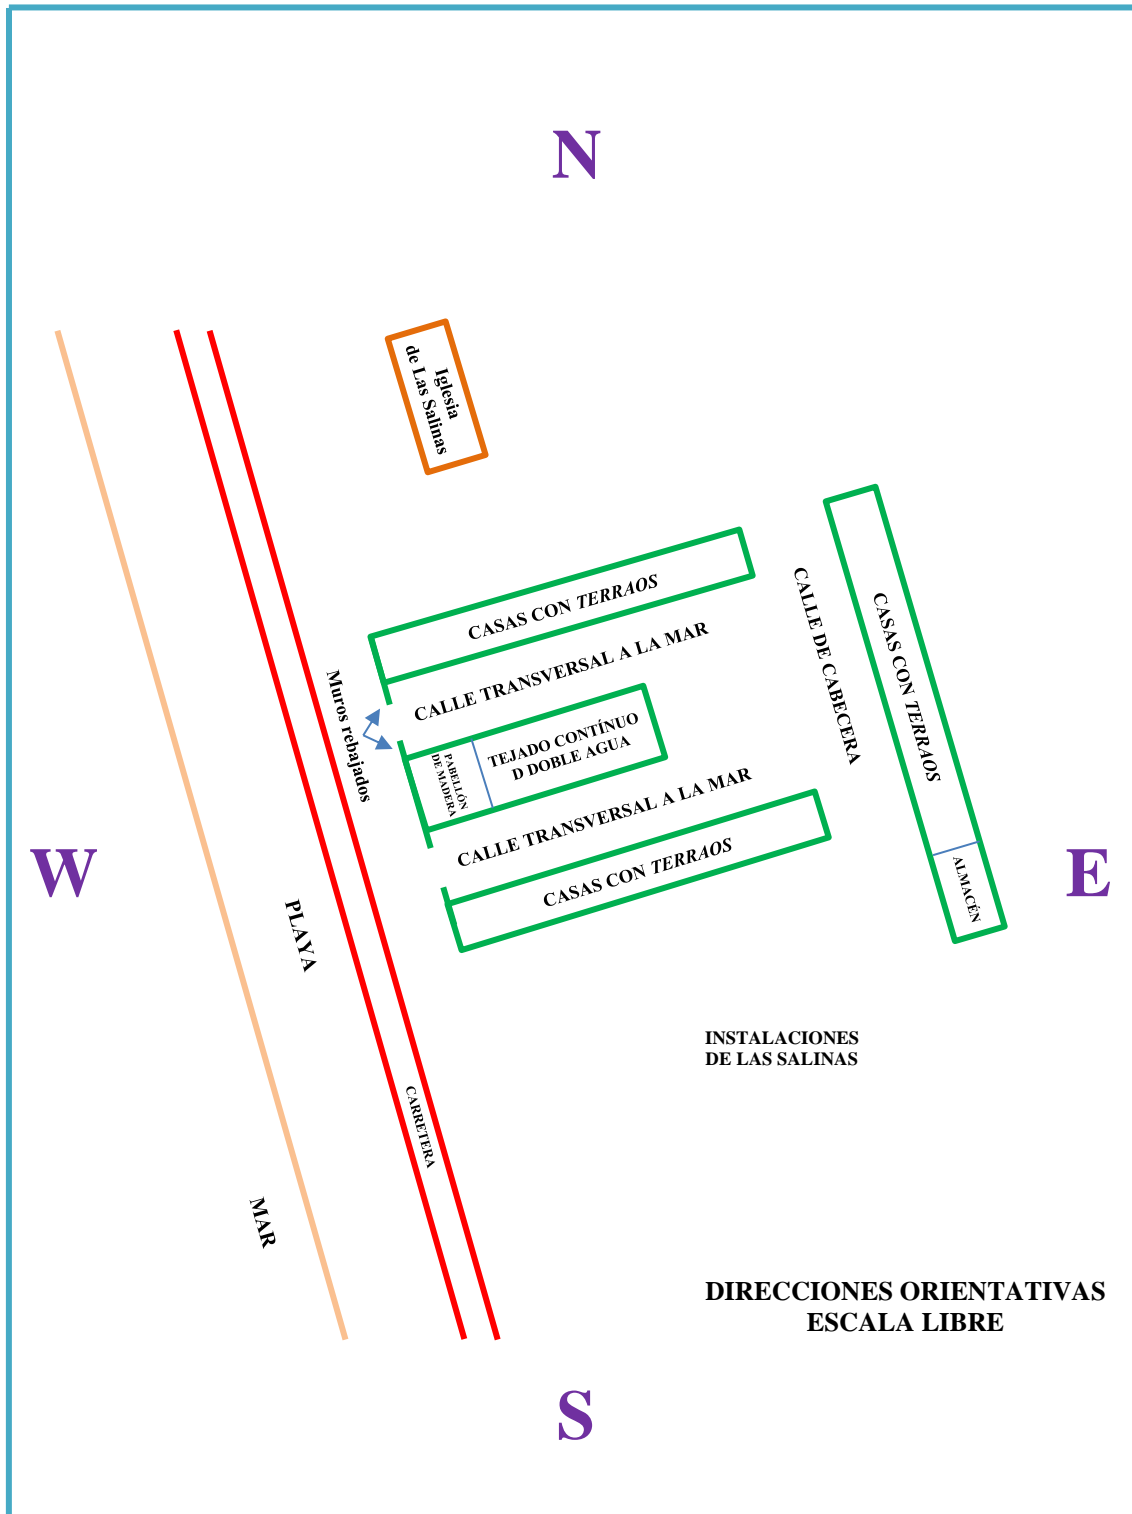 N
Iglesia
de Las Salinas
CASAS CON TERRAOS
CALLE TRANSVERSAL A LA MAR
CALLE DE CABECERA
CASAS CON TERRAOS
Muros rebajados
PABELLÓN
DE MADERA
TEJADO CONTÍNUO
D DOBLE AGUA
CALLE TRANSVERSAL A LA MAR
CASAS CON TERRAOS
ALMACÉN
W
E
PLAYA
INSTALACIONES
DE LAS SALINAS
CARRETERA
MAR
DIRECCIONES ORIENTATIVAS
ESCALA LIBRE
S